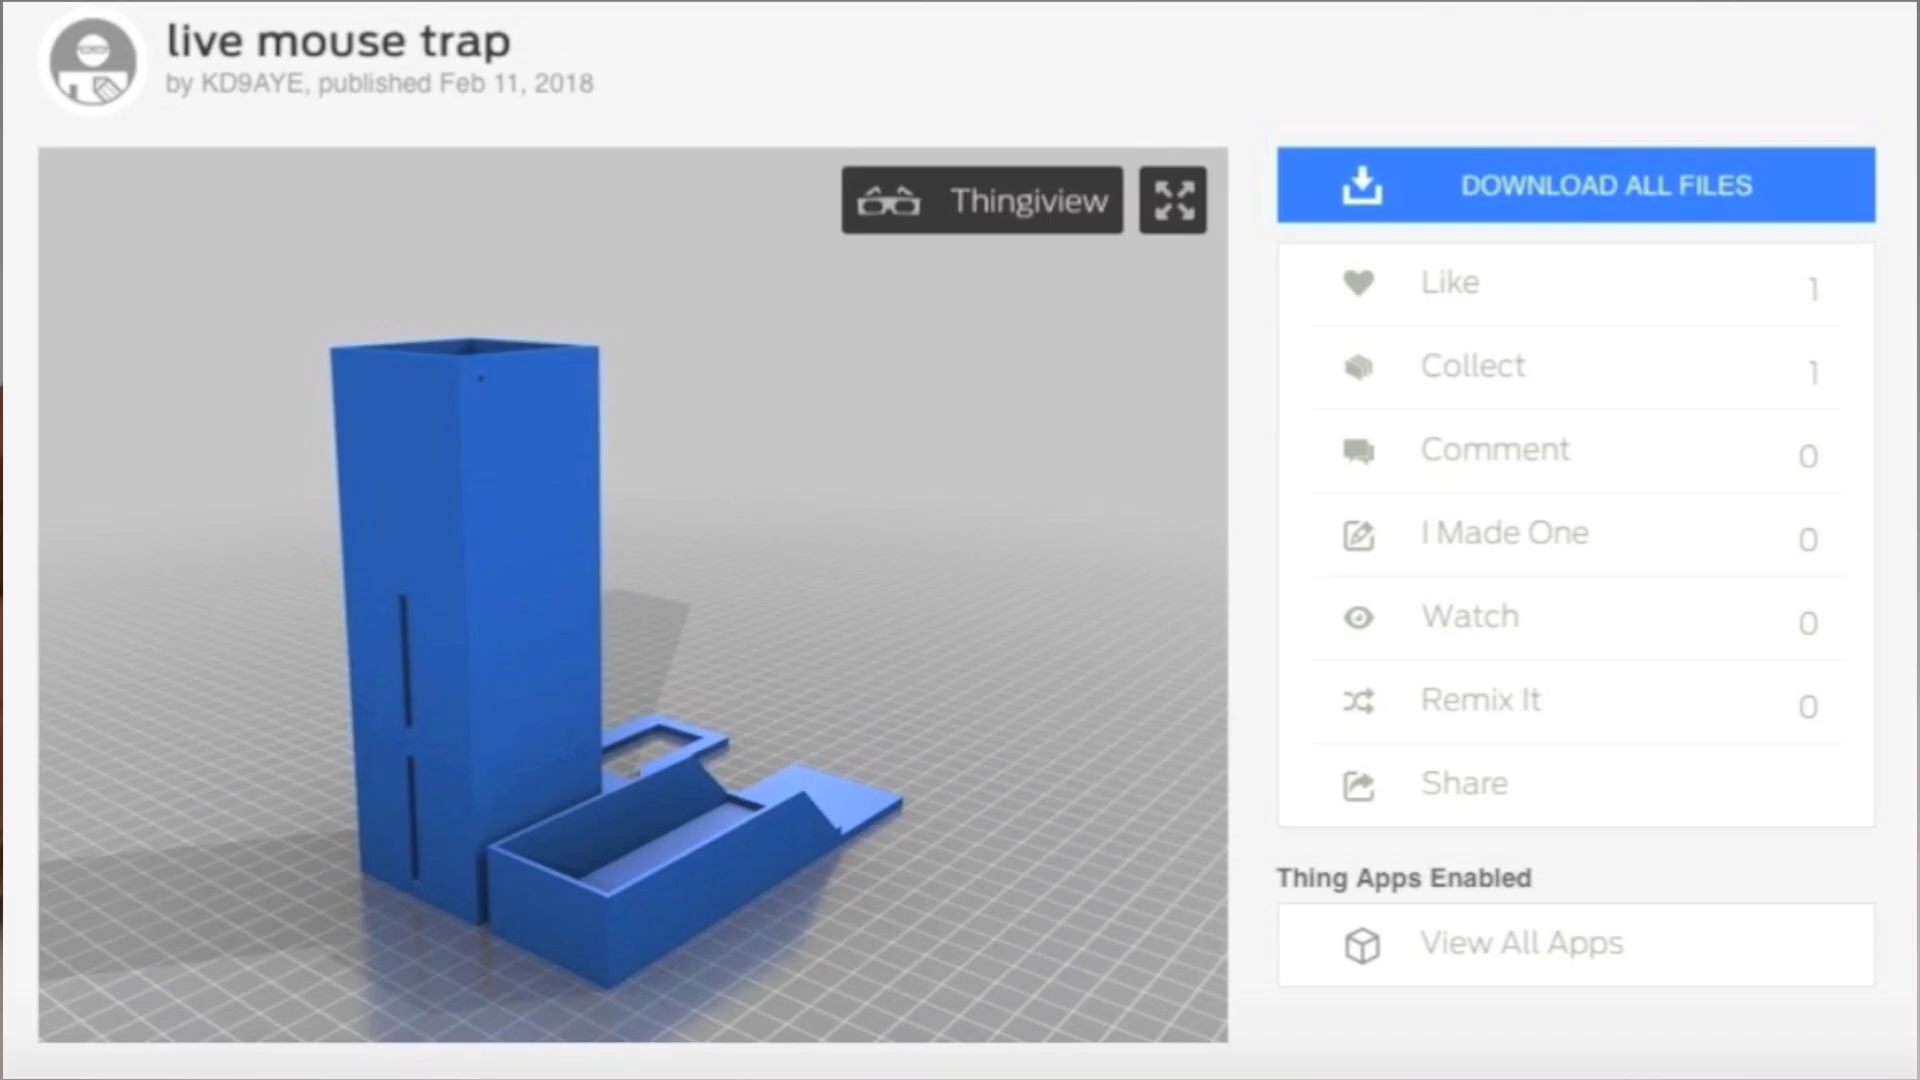 live mouse trap
by KD9AYE, published Feb 11, 2018
Thingiview
DOWNLOAD ALL FILES
Like 1
Collect 1
Comment 0
I Made One 0
Watch 0
Remix It 0
Share
Thing Apps Enabled
View All Apps